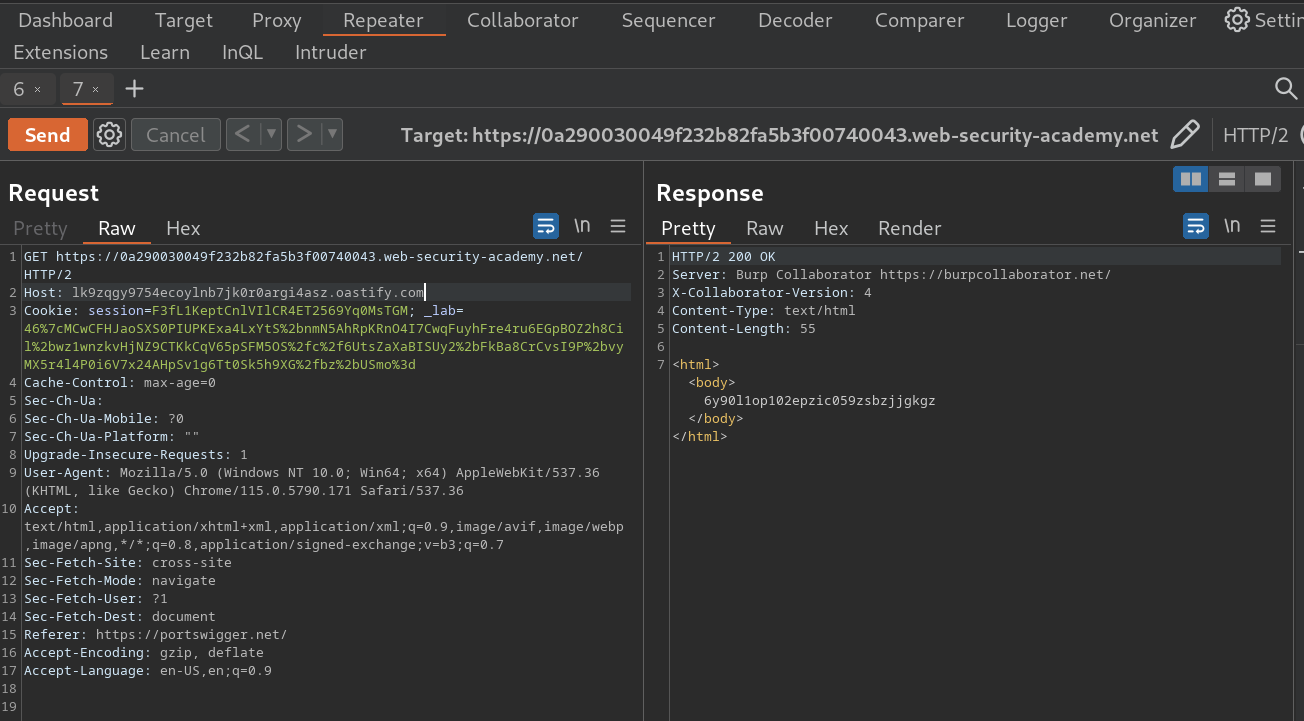 Dashboard Target Proxy Repeater Collaborator Sequencer Decoder Comparer Logger Organizer Settin
Extensions Learn InQL Intruder
6 × 7 × +
Send Cancel < > Target: https://0a290030049f232b82fa5b3f00740043.web-security-academy.net HTTP/2
Request
Pretty Raw Hex \n
1 GET https://0a290030049f232b82fa5b3f00740043.web-security-academy.net/
HTTP/2
2 Host: lk9zqgy9754ecoylnb7jk0r0argi4asz.oastify.com
3 Cookie: session=F3fL1KeptCnlVIlCR4ET2569Yq0MsTGM; _lab=
46%7cMCwCFHJaoSXS0PIUPKExa4LxYtS%2bnmN5AhRpKRnO4I7CwqFuyhFre4ru6EGpBOZ2h8Ci
l%2bwz1wnzkvHjNZ9CTKkCqV65pSFM5OS%2fc%2f6UtsZaXaBISUy2%2bFkBa8CrCvsI9P%2bvy
MX5r4l4P0i6V7x24AHpSv1g6Tt0Sk5h9XG%2fbz%2bUSmo%3d
4 Cache-Control: max-age=0
5 Sec-Ch-Ua:
6 Sec-Ch-Ua-Mobile: ?0
7 Sec-Ch-Ua-Platform: ""
8 Upgrade-Insecure-Requests: 1
9 User-Agent: Mozilla/5.0 (Windows NT 10.0; Win64; x64) AppleWebKit/537.36
(KHTML, like Gecko) Chrome/115.0.5790.171 Safari/537.36
10 Accept:
text/html,application/xhtml+xml,application/xml;q=0.9,image/avif,image/webp
,image/apng,*/*;q=0.8,application/signed-exchange;v=b3;q=0.7
11 Sec-Fetch-Site: cross-site
12 Sec-Fetch-Mode: navigate
13 Sec-Fetch-User: ?1
14 Sec-Fetch-Dest: document
15 Referer: https://portswigger.net/
16 Accept-Encoding: gzip, deflate
17 Accept-Language: en-US,en;q=0.9
18
19
Response
Pretty Raw Hex Render \n
1 HTTP/2 200 OK
2 Server: Burp Collaborator https://burpcollaborator.net/
3 X-Collaborator-Version: 4
4 Content-Type: text/html
5 Content-Length: 55
6
7 <html>
<body>
6y90l1op102epzic059zsbzjjgkgz
</body>
</html>